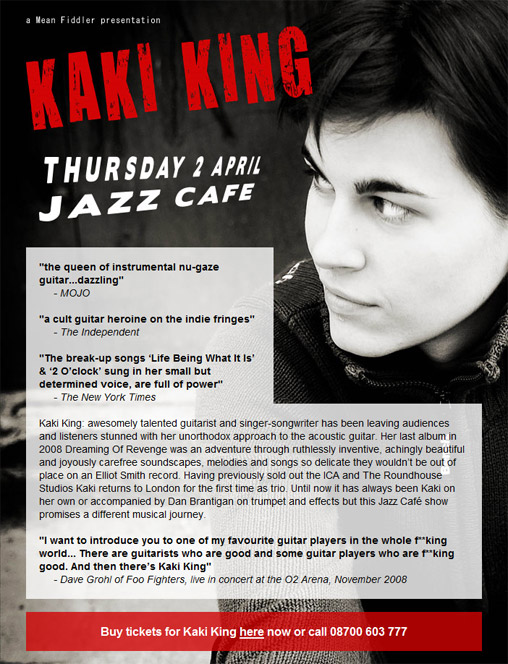 a Mean Fiddler presentation
KAKI KING
THURSDAY 2 APRIL
JAZZ CAFE
"the queen of instrumental nu-gaze
guitar...dazzling"
- MOJO
"a cult guitar heroine on the indie fringes"
- The Independent
"The break-up songs ‘Life Being What It Is’
& ‘2 O’clock’ sung in her small but
determined voice, are full of power"
- The New York Times
Kaki King: awesomely talented guitarist and singer-songwriter has been leaving audiences
and listeners stunned with her unorthodox approach to the acoustic guitar. Her last album in
2008 Dreaming Of Revenge was an adventure through ruthlessly inventive, achingly beautiful
and joyously carefree soundscapes, melodies and songs so delicate they wouldn’t be out of
place on an Elliot Smith record. Having previously sold out the ICA and The Roundhouse
Studios Kaki returns to London for the first time as trio. Until now it has always been Kaki on
her own or accompanied by Dan Brantigan on trumpet and effects but this Jazz Café show
promises a different musical journey.
"I want to introduce you to one of my favourite guitar players in the whole f**king
world... There are guitarists who are good and some guitar players who are f**king
good. And then there’s Kaki King"
- Dave Grohl of Foo Fighters, live in concert at the O2 Arena, November 2008
Buy tickets for Kaki King here now or call 08700 603 777